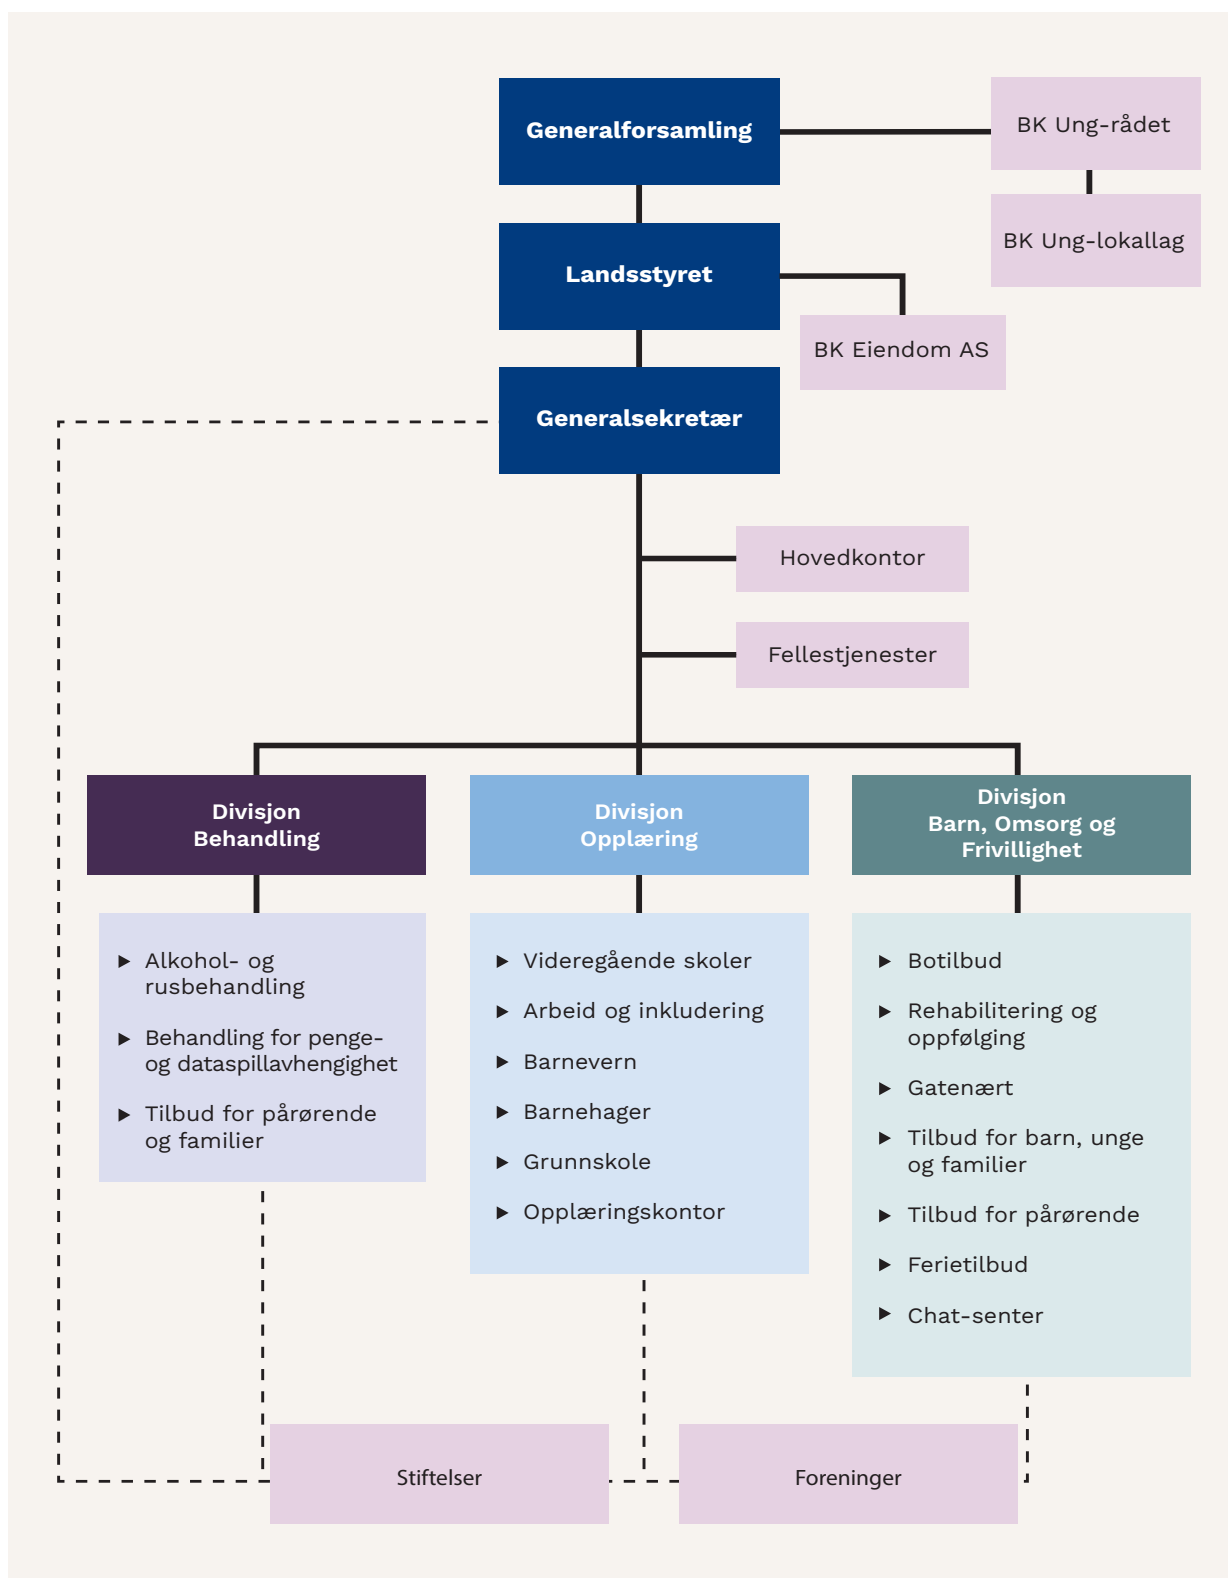 Generalforsamling
BK Ung-rådet
BK Ung-lokallag
Landsstyret
BK Eiendom AS
Generalsekretær
Hovedkontor
Fellestjenester
Divisjon
Behandling
Divisjon
Opplæring
Divisjon
Barn, Omsorg og
Frivillighet
▶ Alkohol- og
rusbehandling
▶ Behandling for penge-
og dataspillavhengighet
▶ Tilbud for pårørende
og familier
▶ Videregående skoler
▶ Arbeid og inkludering
▶ Barnevern
▶ Barnehager
▶ Grunnskole
▶ Opplæringskontor
▶ Botilbud
▶ Rehabilitering og
oppfølging
▶ Gatenært
▶ Tilbud for barn, unge
og familier
▶ Tilbud for pårørende
▶ Ferietilbud
▶ Chat-senter
Stiftelser
Foreninger